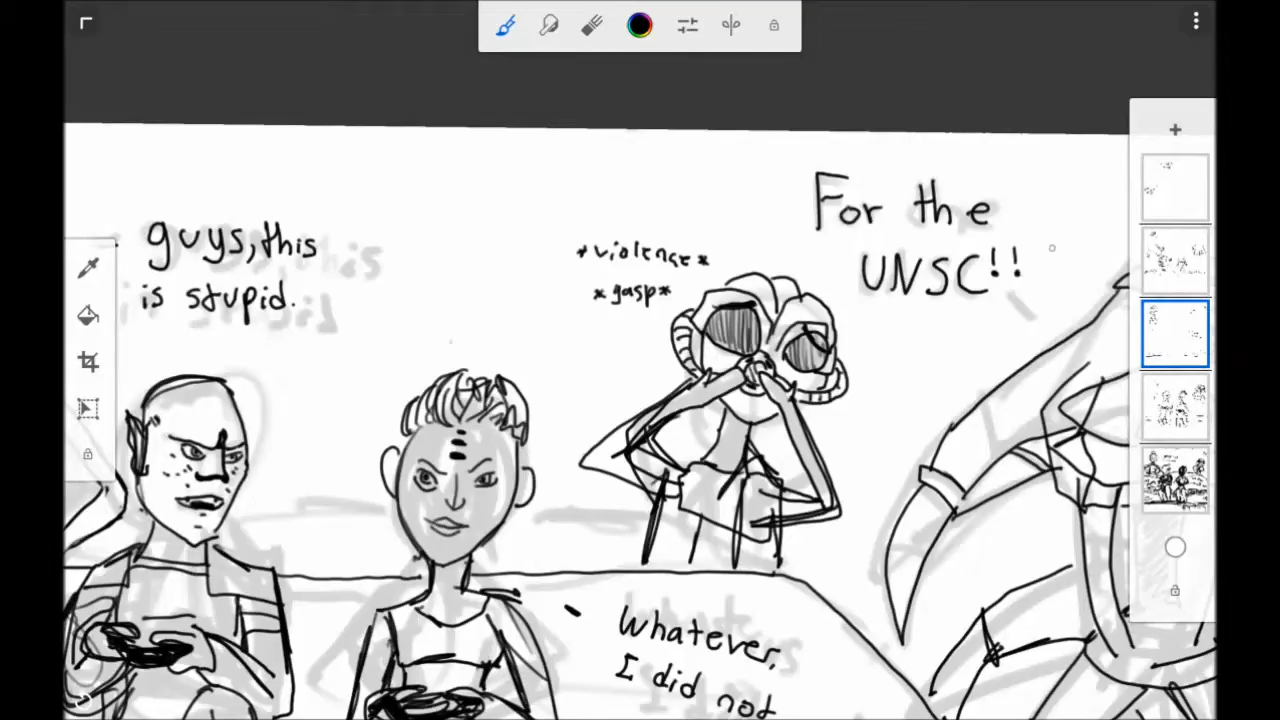 guys, this
is stupid.
*violence*
*gasp*
For the
UNSC!!
Whatever,
I did not